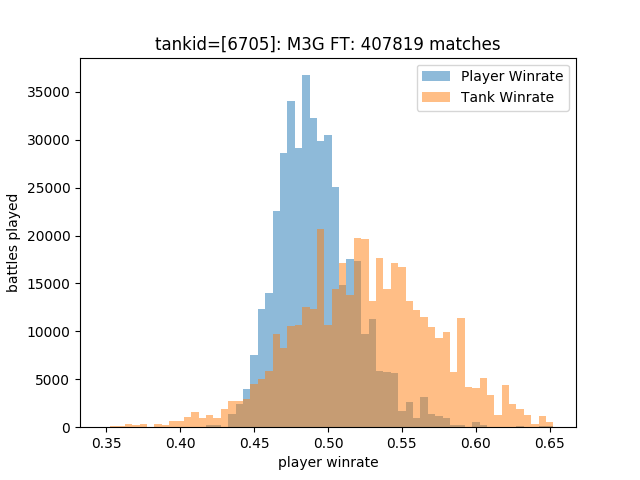 tankid=[6705]: M3G FT: 407819 matches
Player Winrate
Tank Winrate
battles played
35000
30000
25000
20000
15000
10000
5000
0
0.35 0.40 0.45 0.50 0.55 0.60 0.65
player winrate